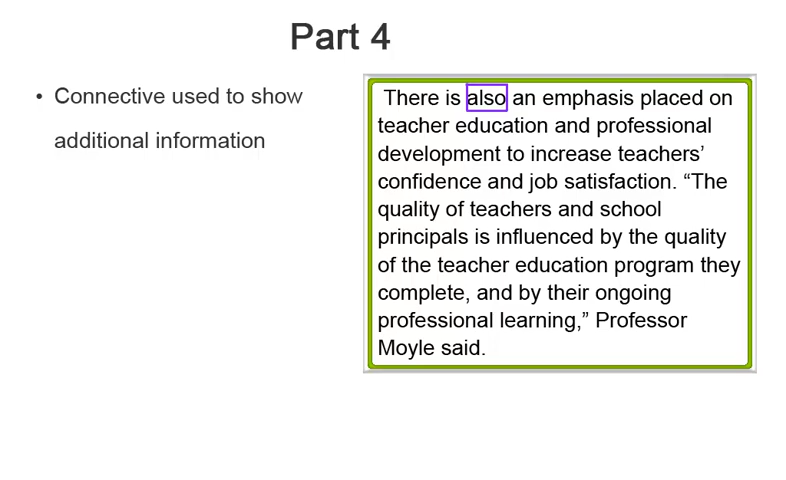 Part 4
• Connective used to show
additional information
There is also an emphasis placed on
teacher education and professional
development to increase teachers’
confidence and job satisfaction. “The
quality of teachers and school
principals is influenced by the quality
of the teacher education program they
complete, and by their ongoing
professional learning,” Professor
Moyle said.